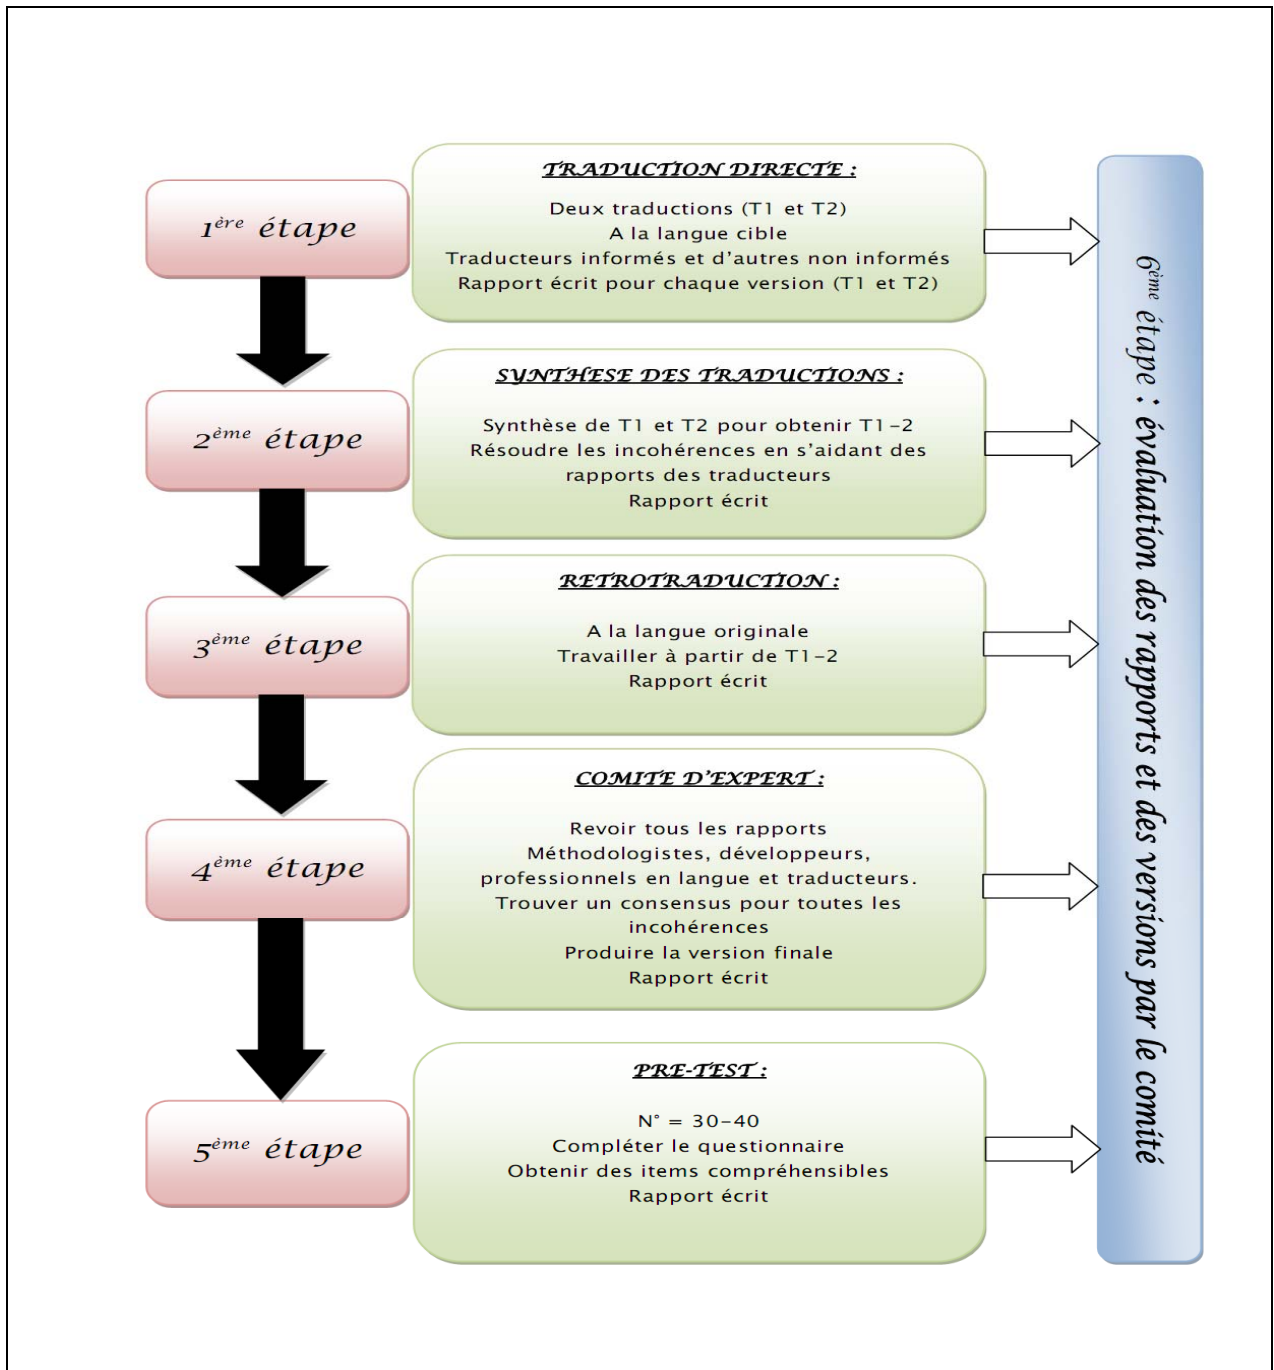 1ère étape
TRADUCTION DIRECTE :
Deux traductions (T1 et T2)
A la langue cible
Traducteurs informés et d'autres non informés
Rapport écrit pour chaque version (T1 et T2)
2ème étape
SYNTHESE DES TRADUCTIONS :
Synthèse de T1 et T2 pour obtenir T1-2
Résoudre les incohérences en s'aidant des
rapports des traducteurs
Rapport écrit
3ème étape
RETROTRADUCTION :
A la langue originale
Travailler à partir de T1-2
Rapport écrit
4ème étape
COMITE D'EXPERT :
Revoir tous les rapports
Méthodologistes, développeurs,
professionnels en langue et traducteurs.
Trouver un consensus pour toutes les
incohérences
Produire la version finale
Rapport écrit
5ème étape
PRE-TEST :
N° = 30-40
Compléter le questionnaire
Obtenir des items compréhensibles
Rapport écrit
6ème étape : évaluation des rapports et des versions par le comité